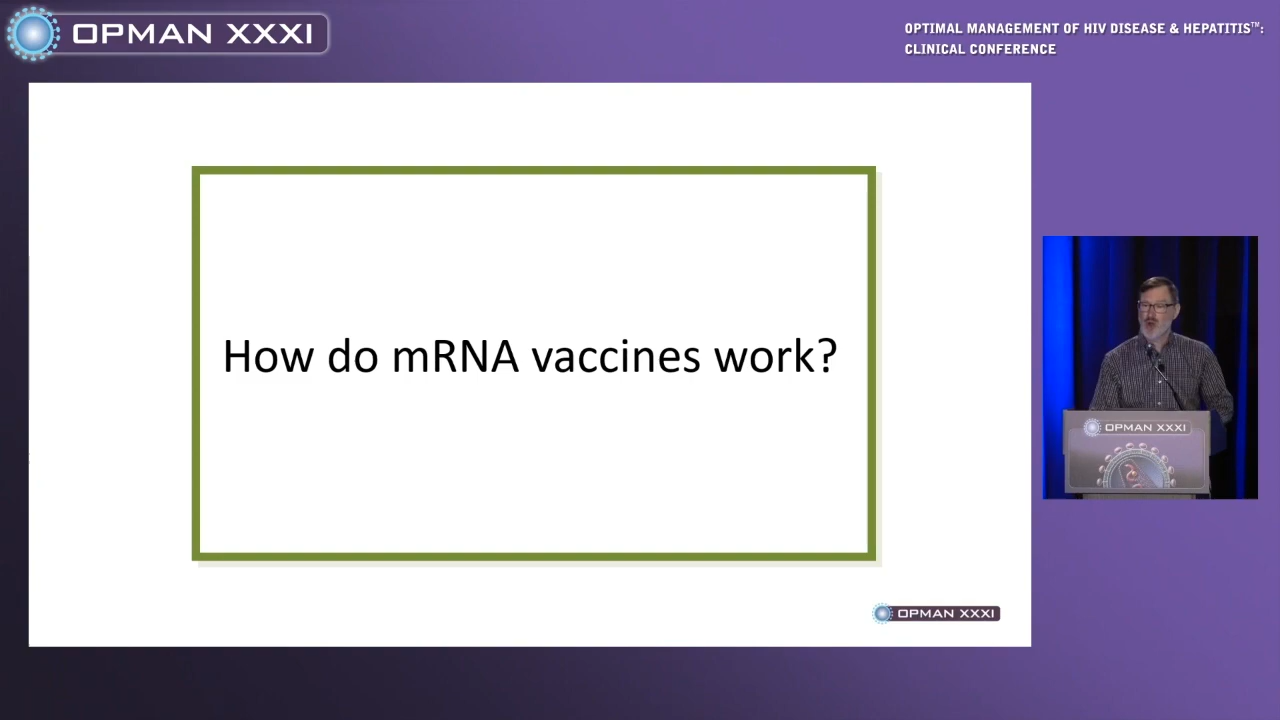 OPMAN XXXI
OPTIMAL MANAGEMENT OF HIV DISEASE & HEPATITIS™:
CLINICAL CONFERENCE
How do mRNA vaccines work?
OPMAN XXXI
OPMAN XXXI